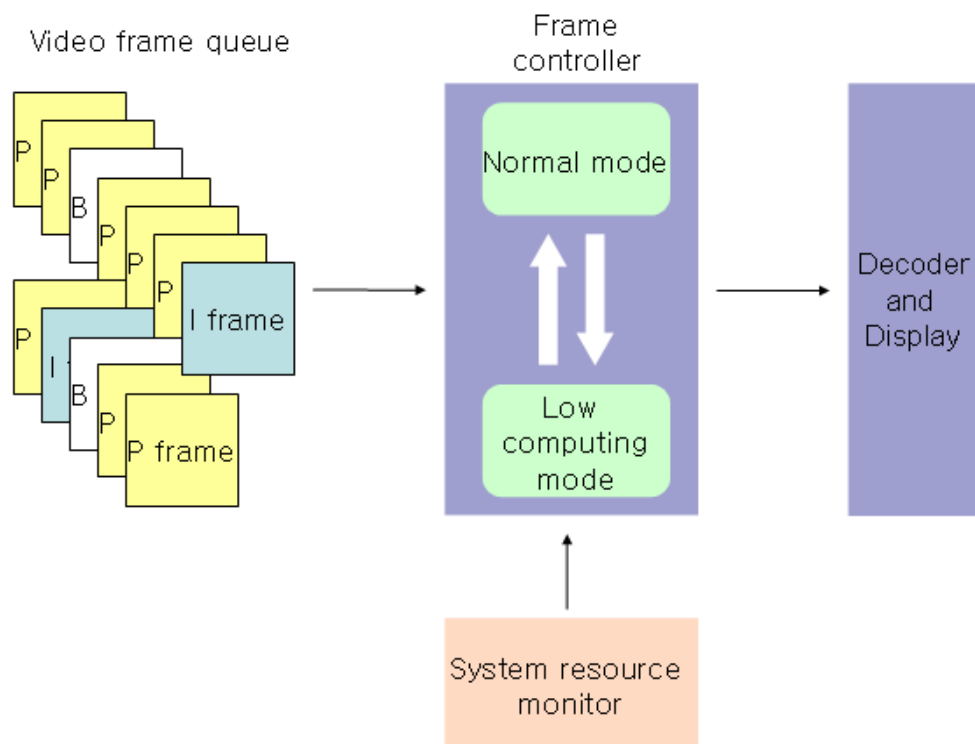 Video frame queue
P
P
B
P
P
P
I frame
P
I
B
P
P frame
Frame
controller
Normal mode
Low
computing
mode
Decoder
and
Display
System resource
monitor